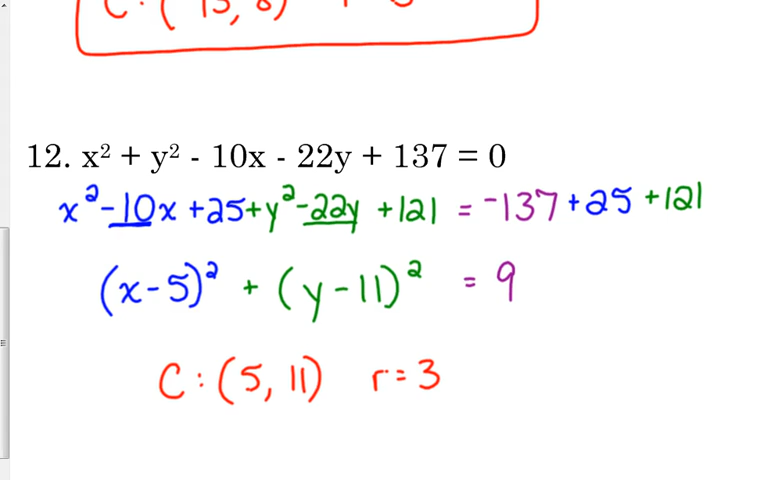 C: (
12. x² + y² - 10x - 22y + 137 = 0
x² -10x +25 + y² -22y +121 = -137 +25 +121
(x-5)² + (y-11)² = 9
C: (5, 11) r=3